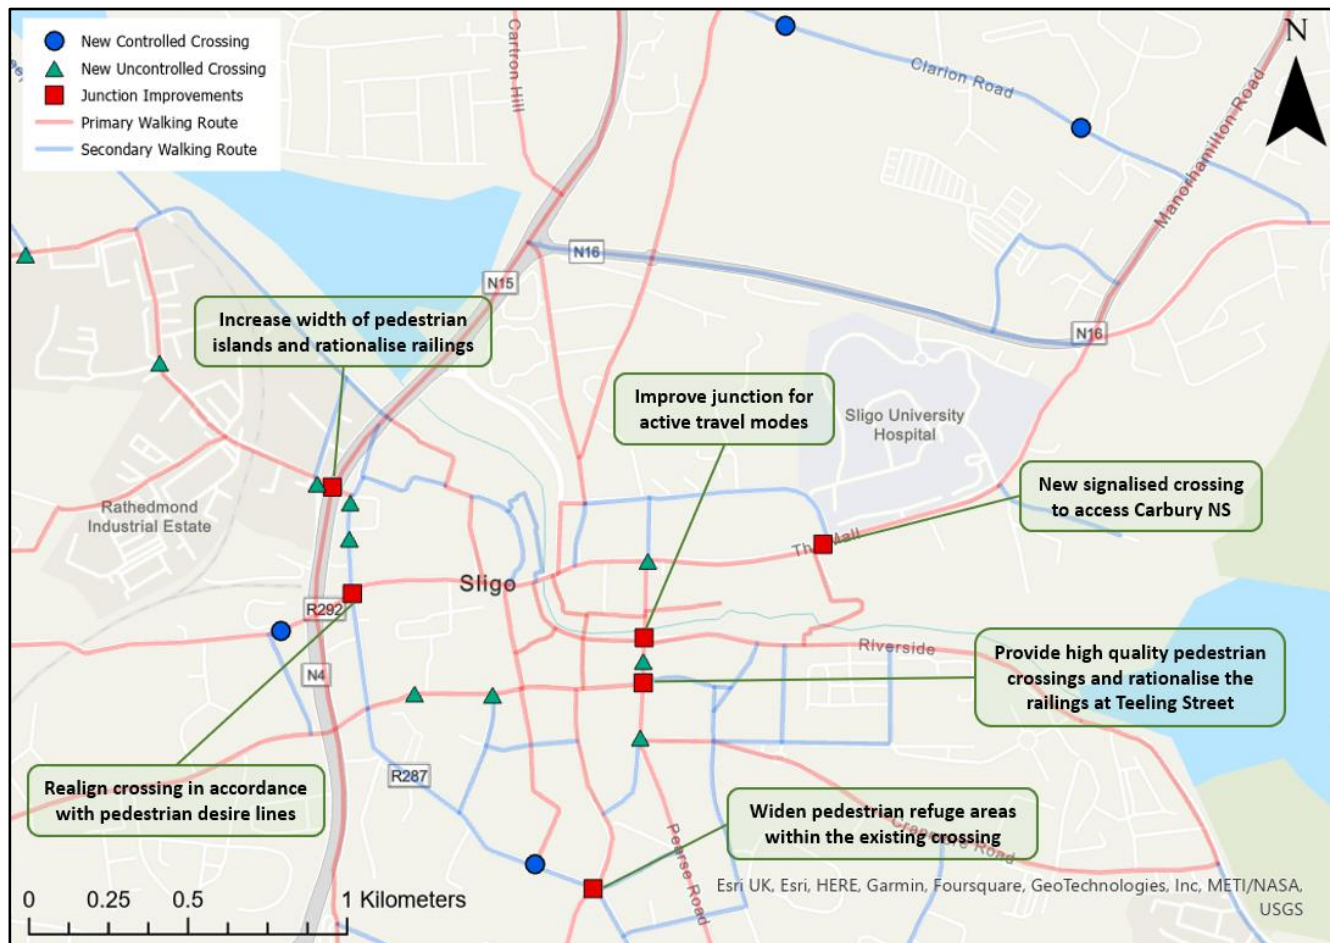 New Controlled Crossing
New Uncontrolled Crossing
Junction Improvements
Primary Walking Route
Secondary Walking Route
N
Cartron Hill
Clarion Road
Manorhamilton Road
N16
N15
N16
Increase width of pedestrian
islands and rationalise railings
Improve junction for
active travel modes
Sligo University
Hospital
New signalised crossing
to access Carbury NS
Rathedmond
Industrial Estate
The Mall
Sligo
R292
Riverside
N4
Provide high quality pedestrian
crossings and rationalise the
railings at Teeling Street
R287
Realign crossing in accordance
with pedestrian desire lines
Widen pedestrian refuge areas
within the existing crossing
Pearse Road
Cranmore Road
0 0.25 0.5 1 Kilometers
Esri UK, Esri, HERE, Garmin, Foursquare, GeoTechnologies, Inc, METI/NASA,
USGS